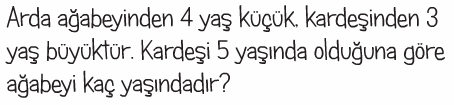 Arda ağabeyinden 4 yaş küçük, kardeşinden 3
yaş büyüktür. Kardeşi 5 yaşında olduğuna göre
ağabeyi kaç yaşındadır?